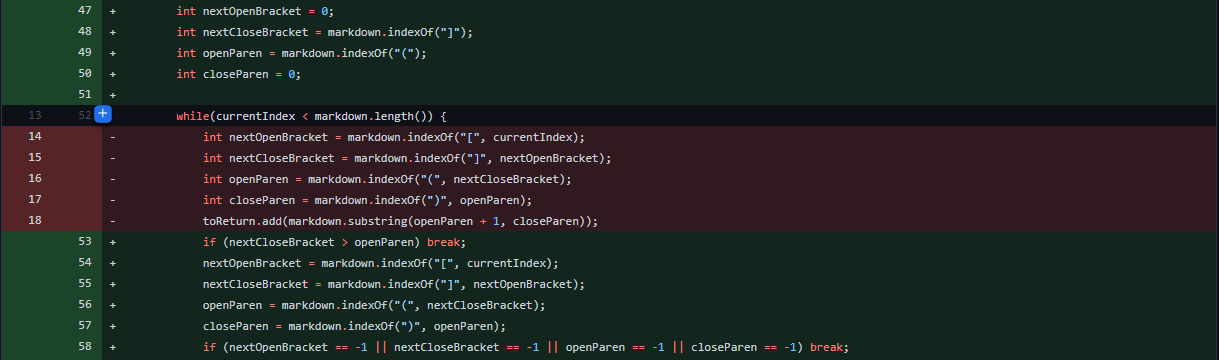 47 + int nextOpenBracket = 0;
48 + int nextCloseBracket = markdown.indexOf("]");
49 + int openParen = markdown.indexOf("(");
50 + int closeParen = 0;
51 +
13 52 + while(currentIndex < markdown.length()) {
14 - int nextOpenBracket = markdown.indexOf("[", currentIndex);
15 - int nextCloseBracket = markdown.indexOf("]", nextOpenBracket);
16 - int openParen = markdown.indexOf("(", nextCloseBracket);
17 - int closeParen = markdown.indexOf(")", openParen);
18 - toReturn.add(markdown.substring(openParen + 1, closeParen));
53 + if (nextCloseBracket > openParen) break;
54 + nextOpenBracket = markdown.indexOf("[", currentIndex);
55 + nextCloseBracket = markdown.indexOf("]", nextOpenBracket);
56 + openParen = markdown.indexOf("(", nextCloseBracket);
57 + closeParen = markdown.indexOf(")", openParen);
58 + if (nextOpenBracket == -1 || nextCloseBracket == -1 || openParen == -1 || closeParen == -1) break;